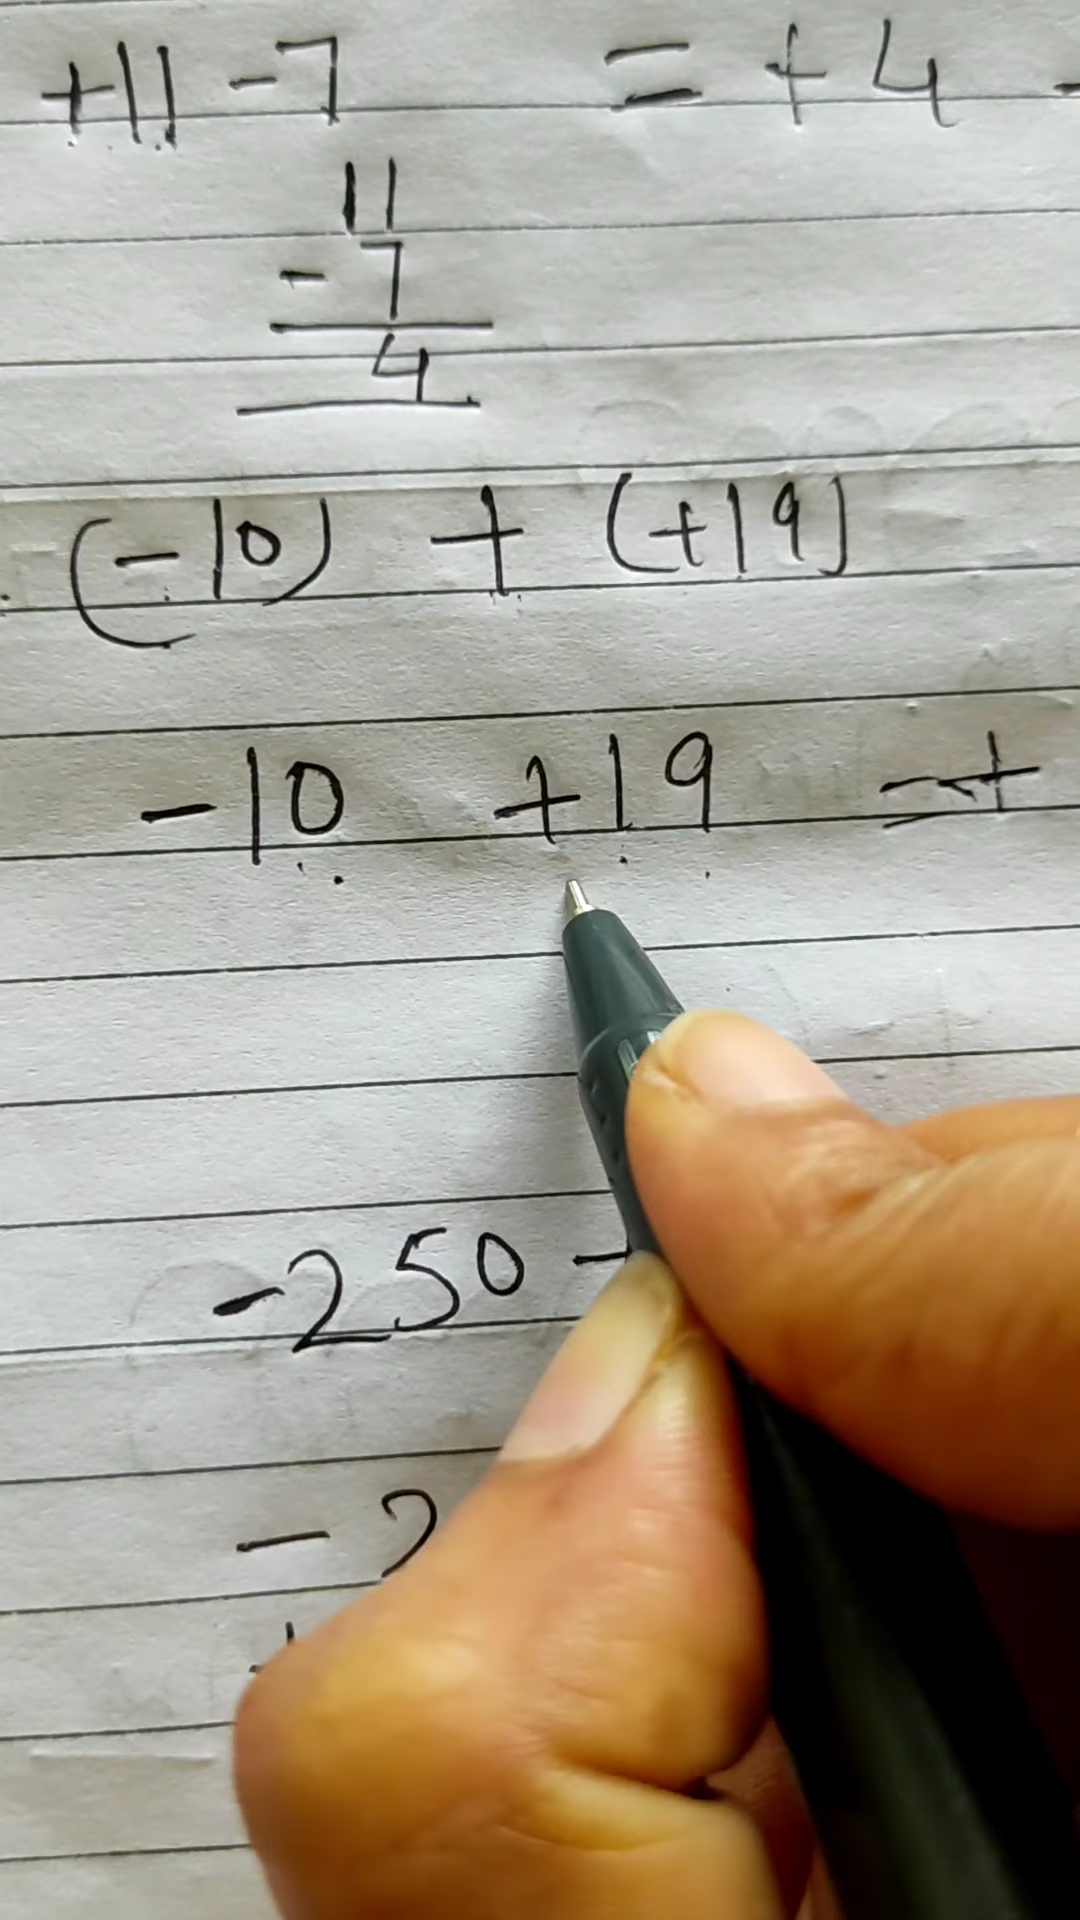 +11 -7 = +4 -
11
- 7
4
(-10) + (+19)
-10 +19 = +
-250 -
- 2